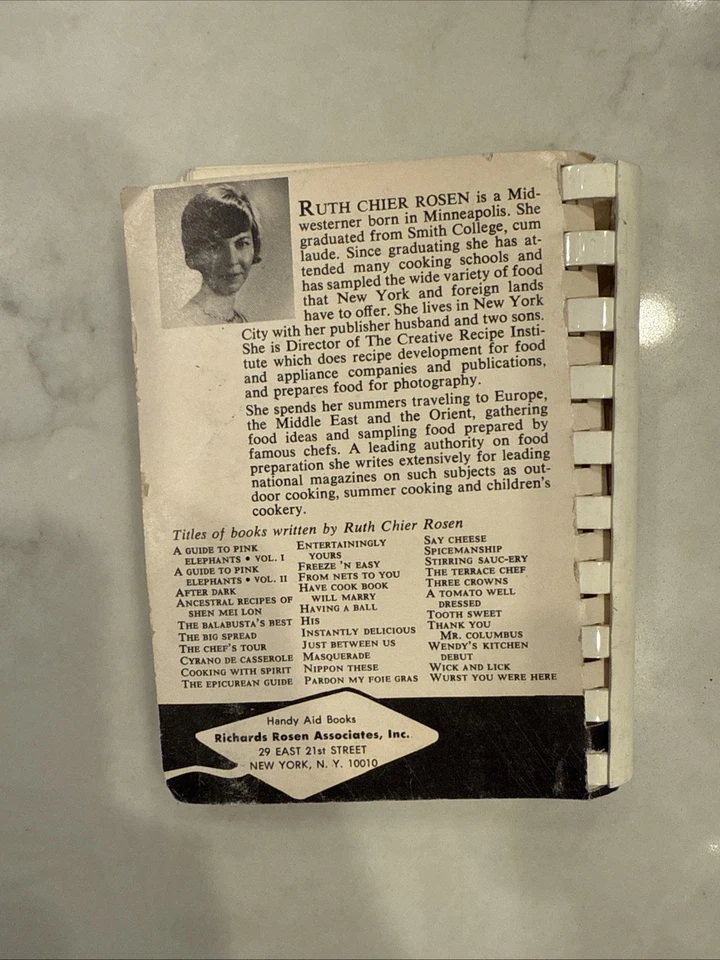 RUTH CHIER ROSEN is a Mid-
westerner born in Minneapolis. She
graduated from Smith College, cum
laude. Since graduating she has at-
tended many cooking schools and
has sampled the wide variety of food
that New York and foreign lands
have to offer. She lives in New York
City with her publisher husband and two sons.
She is Director of The Creative Recipe Insti-
tute which does recipe development for food
and appliance companies and publications,
and prepares food for photography.
She spends her summers traveling to Europe,
the Middle East and the Orient, gathering
food ideas and sampling food prepared by
famous chefs. A leading authority on food
preparation she writes extensively for leading
national magazines on such subjects as out-
door cooking, summer cooking and children's
cookery.
Titles of books written by Ruth Chier Rosen
A GUIDE TO PINK
ELEPHANTS • VOL. I
A GUIDE TO PINK
ELEPHANTS • VOL. II
AFTER DARK
ANCESTRAL RECIPES OF
SHEN MEI LON
THE BALABUSTA'S BEST
THE BIG SPREAD
THE CHEF'S TOUR
CYRANO DE CASSEROLE
COOKING WITH SPIRIT
THE EPICUREAN GUIDE
ENTERTAININGLY
YOURS
FREEZE 'N EASY
FROM NETS TO YOU
HAVE COOK BOOK
WILL MARRY
HAVING A BALL
HIS
INSTANTLY DELICIOUS
JUST BETWEEN US
MASQUERADE
NIPPON THESE
PARDON MY FOIE GRAS
SAY CHEESE
SPICEMANSHIP
STIRRING SAUC-ERY
THE TERRACE CHEF
THREE CROWNS
A TOMATO WELL
DRESSED
TOOTH SWEET
THANK YOU
MR. COLUMBUS
WENDY'S KITCHEN
DEBUT
WICK AND LICK
WURST YOU WERE HERE
Handy Aid Books
Richards Rosen Associates, Inc.
29 EAST 21st STREET
NEW YORK, N. Y. 10010